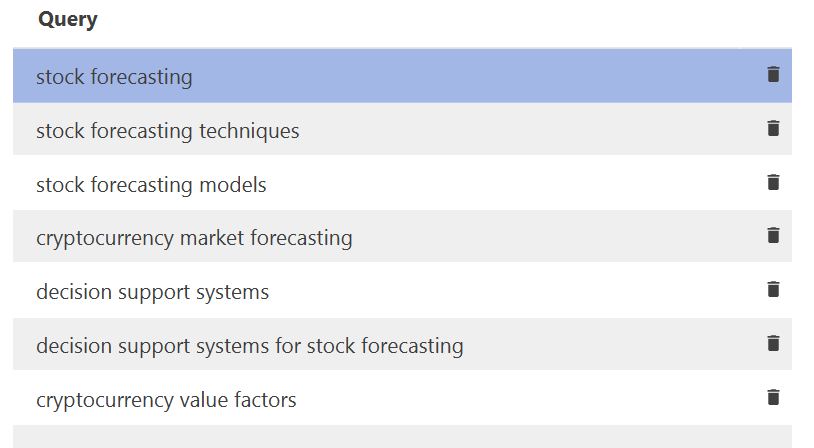 Query
stock forecasting
stock forecasting techniques
stock forecasting models
cryptocurrency market forecasting
decision support systems
decision support systems for stock forecasting
cryptocurrency value factors